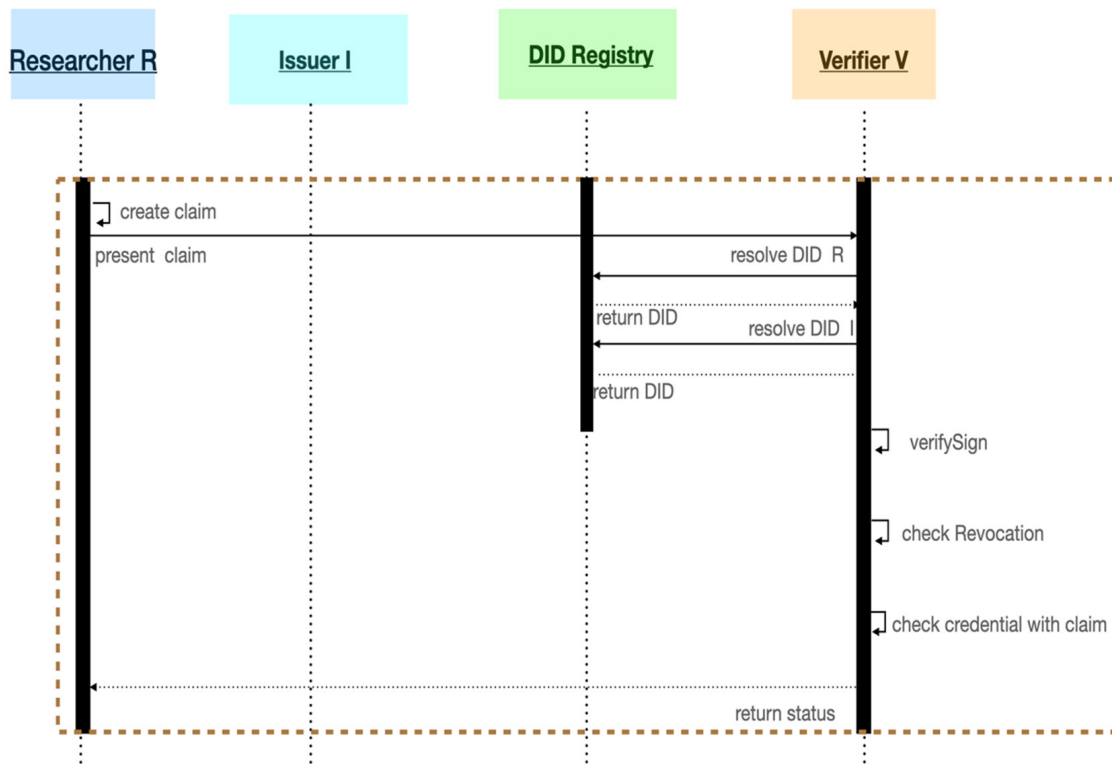 Researcher R
Issuer I
DID Registry
Verifier V
create claim
present claim
resolve DID R
return DID
resolve DID I
return DID
verifySign
check Revocation
check credential with claim
return status